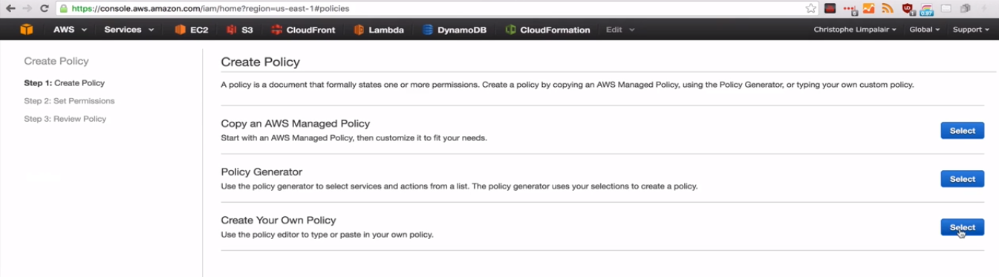 https://console.aws.amazon.com/iam/home?region=us-east-1#policies
6 1 0.97
AWS Services EC2 S3 CloudFront Lambda DynamoDB CloudFormation Edit Christophe Limpalair Global Support
Create Policy
Step 1: Create Policy
Step 2: Set Permissions
Step 3: Review Policy
Create Policy
A policy is a document that formally states one or more permissions. Create a policy by copying an AWS Managed Policy, using the Policy Generator, or typing your own custom policy.
Copy an AWS Managed Policy
Start with an AWS Managed Policy, then customize it to fit your needs.
Select
Policy Generator
Use the policy generator to select services and actions from a list. The policy generator uses your selections to create a policy.
Select
Create Your Own Policy
Use the policy editor to type or paste in your own policy.
Select